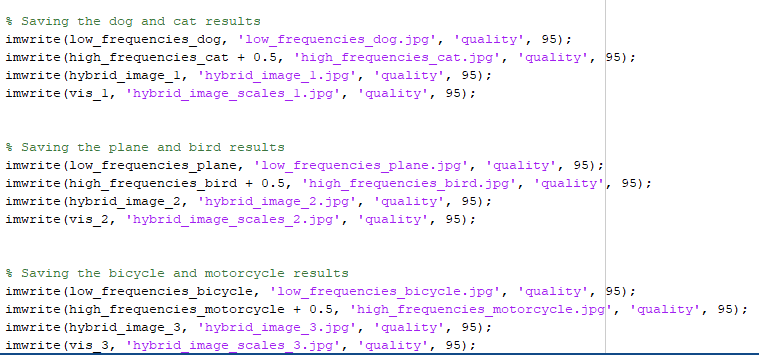 % Saving the dog and cat results
imwrite(low_frequencies_dog, 'low_frequencies_dog.jpg', 'quality', 95);
imwrite(high_frequencies_cat + 0.5, 'high_frequencies_cat.jpg', 'quality', 95);
imwrite(hybrid_image_1, 'hybrid_image_1.jpg', 'quality', 95);
imwrite(vis_1, 'hybrid_image_scales_1.jpg', 'quality', 95);
% Saving the plane and bird results
imwrite(low_frequencies_plane, 'low_frequencies_plane.jpg', 'quality', 95);
imwrite(high_frequencies_bird + 0.5, 'high_frequencies_bird.jpg', 'quality', 95);
imwrite(hybrid_image_2, 'hybrid_image_2.jpg', 'quality', 95);
imwrite(vis_2, 'hybrid_image_scales_2.jpg', 'quality', 95);
% Saving the bicycle and motorcycle results
imwrite(low_frequencies_bicycle, 'low_frequencies_bicycle.jpg', 'quality', 95);
imwrite(high_frequencies_motorcycle + 0.5, 'high_frequencies_motorcycle.jpg', 'quality', 95);
imwrite(hybrid_image_3, 'hybrid_image_3.jpg', 'quality', 95);
imwrite(vis_3, 'hybrid_image_scales_3.jpg', 'quality', 95);